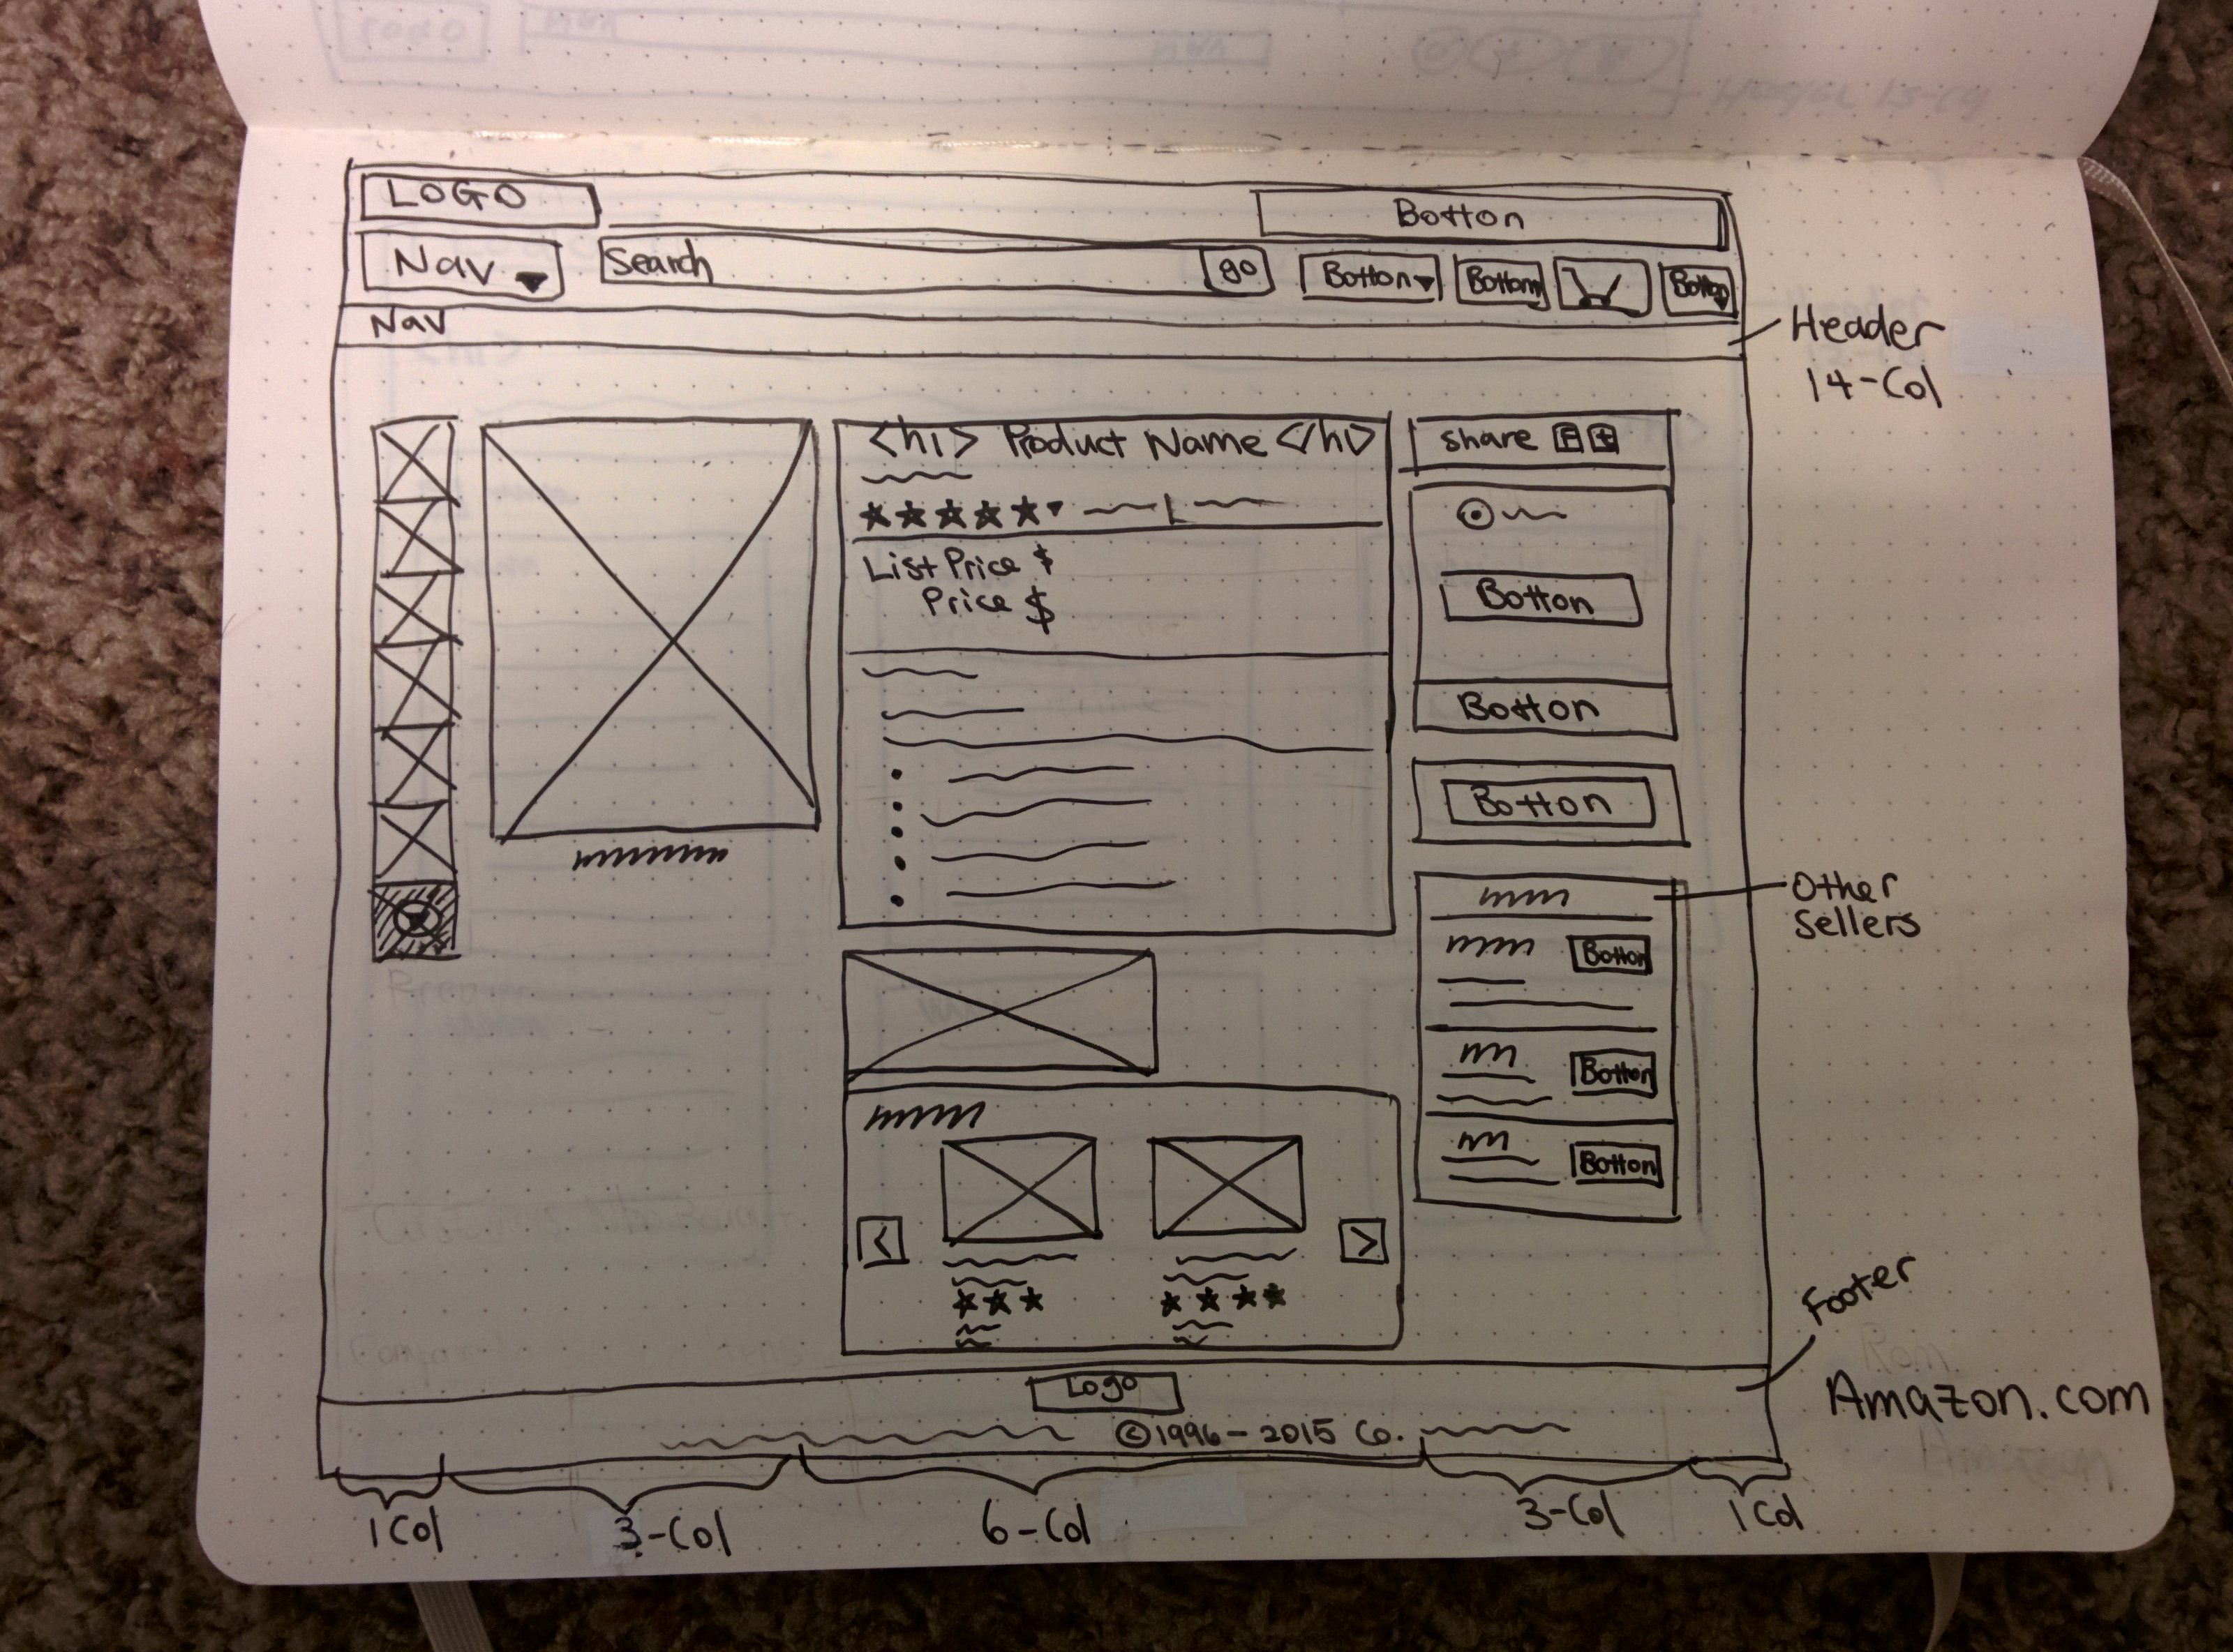 LOGO
Botton
Nav
Search
go
Botton
Botton
Botton
Nav
Header
14-Col
<h1> Product Name </h1>
share
List Price $
Price $
Botton
Botton
Botton
Other
Sellers
Botton
Botton
Botton
Footer
Logo
Amazon.com
©1996-2015 Co.
1 Col
3-Col
6-Col
3-Col
1 Col